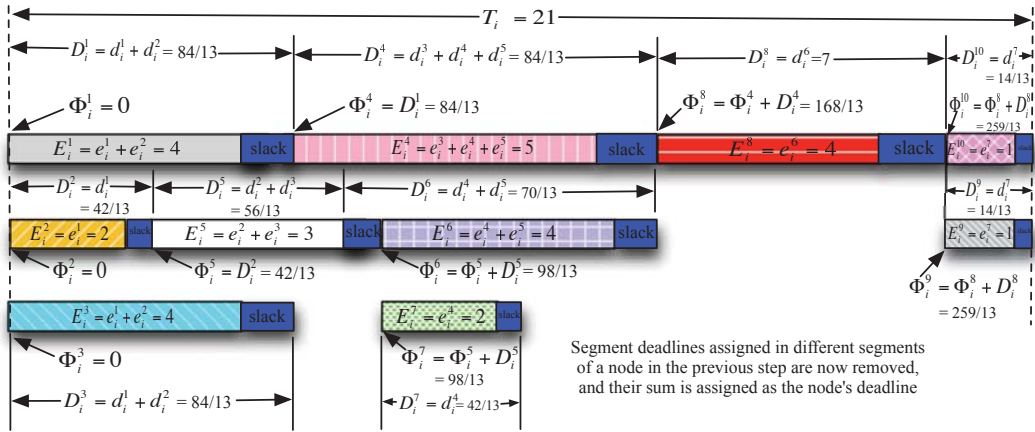 T_i = 21
D_i^1 = d_i^1 + d_i^2 = 84/13
D_i^4 = d_i^3 + d_i^4 + d_i^5 = 84/13
D_i^8 = d_i^6 = 7
D_i^10 = d_i^7
= 14/13
Φ_i^1 = 0
Φ_i^4 = D_i^1 = 84/13
Φ_i^8 = Φ_i^4 + D_i^4 = 168/13
Φ_i^10 = Φ_i^8 + D_i^8
= 259/13
E_i^1 = e_i^1 + e_i^2 = 4
slack
E_i^4 = e_i^3 + e_i^4 + e_i^5 = 5
slack
E_i^8 = e_i^6 = 4
slack
E_i^10 = e_i^7 = 1
slack
D_i^2 = d_i^1
= 42/13
D_i^5 = d_i^2 + d_i^3
= 56/13
D_i^6 = d_i^4 + d_i^5 = 70/13
D_i^9 = d_i^7
= 14/13
E_i^2 = e_i^1 = 2
slack
E_i^5 = e_i^2 + e_i^3 = 3
slack
E_i^6 = e_i^4 + e_i^5 = 4
slack
E_i^9 = e_i^7 = 1
slack
Φ_i^2 = 0
Φ_i^5 = D_i^2 = 42/13
Φ_i^6 = Φ_i^5 + D_i^5 = 98/13
Φ_i^9 = Φ_i^8 + D_i^8
= 259/13
E_i^3 = e_i^1 + e_i^2 = 4
slack
E_i^7 = e_i^4 = 2
slack
Φ_i^3 = 0
Φ_i^7 = Φ_i^5 + D_i^5
= 98/13
D_i^3 = d_i^1 + d_i^2 = 84/13
D_i^7 = d_i^4 = 42/13
Segment deadlines assigned in different segments
of a node in the previous step are now removed,
and their sum is assigned as the node's deadline